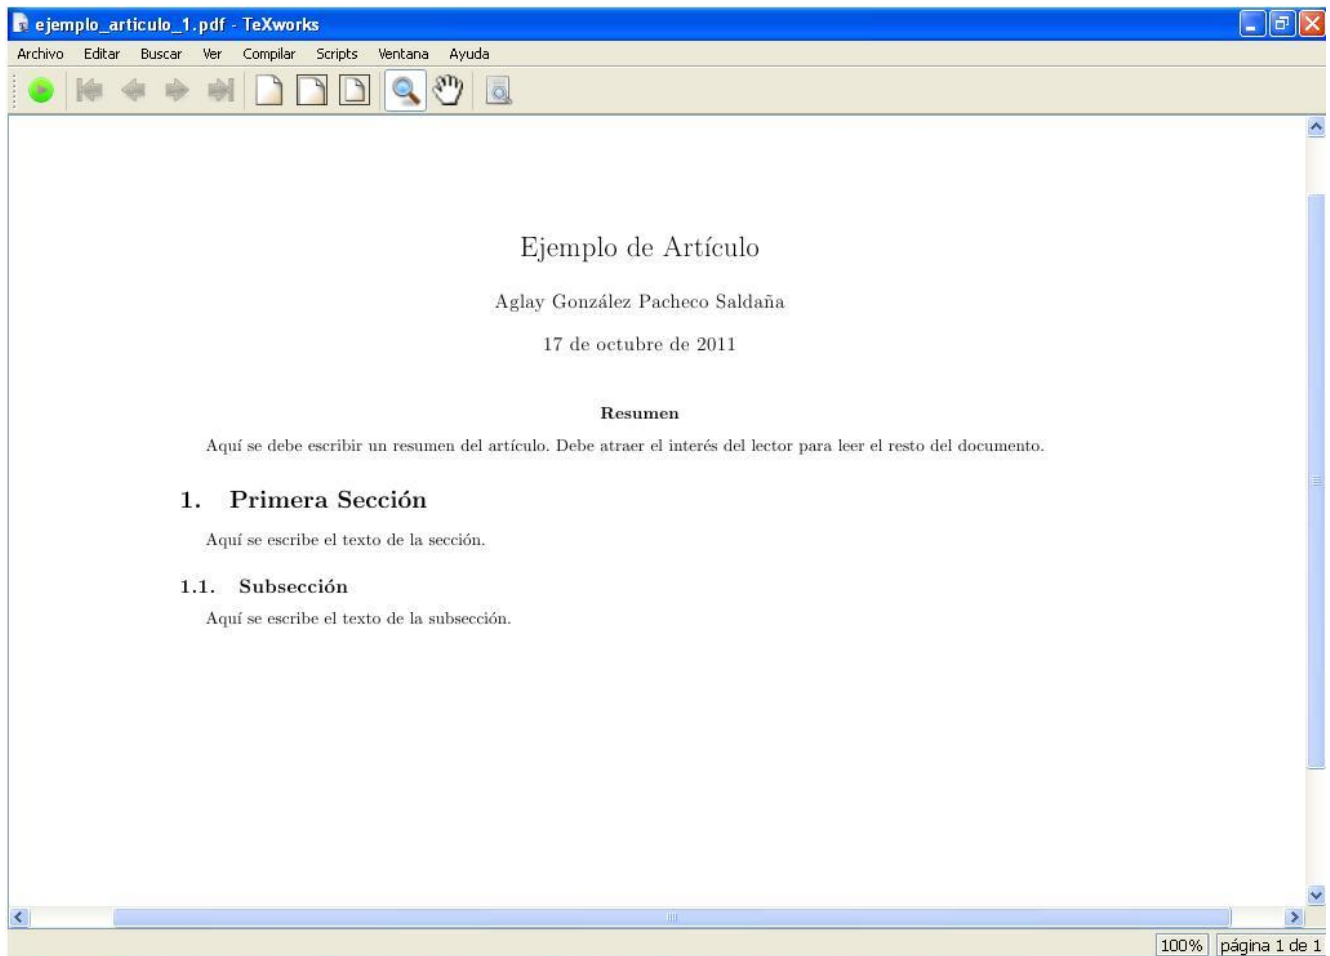 ejemplo_articulo_1.pdf - TeXworks
Archivo Editar Buscar Ver Compilar Scripts Ventana Ayuda
Ejemplo de Artículo
Aglay González Pacheco Saldaña
17 de octubre de 2011
Resumen
Aquí se debe escribir un resumen del artículo. Debe atraer el interés del lector para leer el resto del documento.
1. Primera Sección
Aquí se escribe el texto de la sección.
1.1. Subsección
Aquí se escribe el texto de la subsección.
100% página 1 de 1